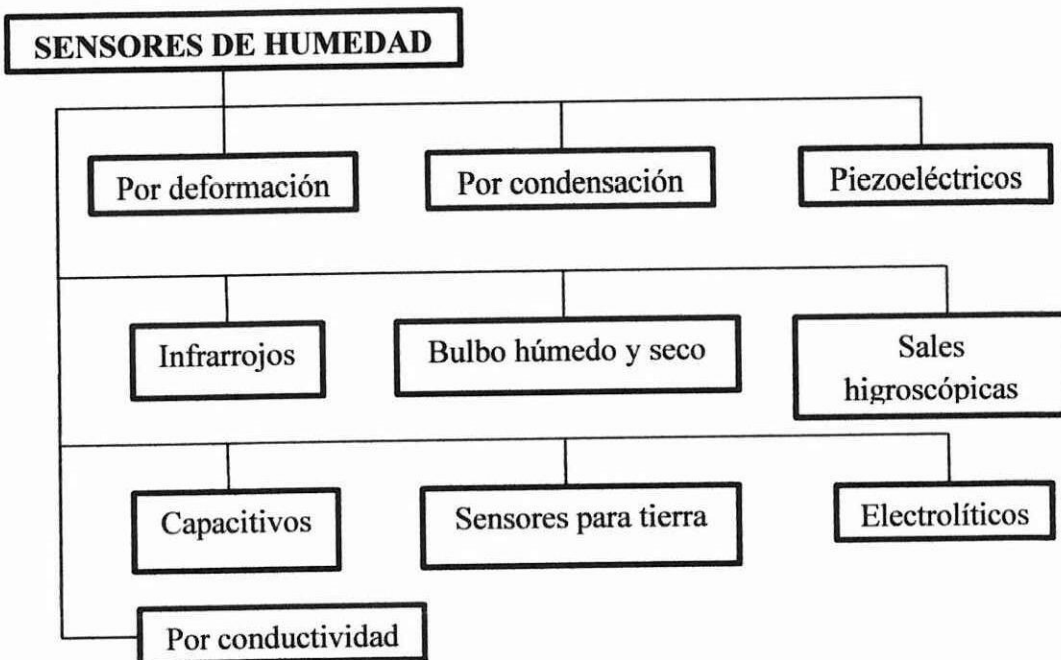 SENSORES DE HUMEDAD
Por deformación
Por condensación
Piezoeléctricos
Infrarrojos
Bulbo húmedo y seco
Sales
higroscópicas
Capacitivos
Sensores para tierra
Electrolíticos
Por conductividad